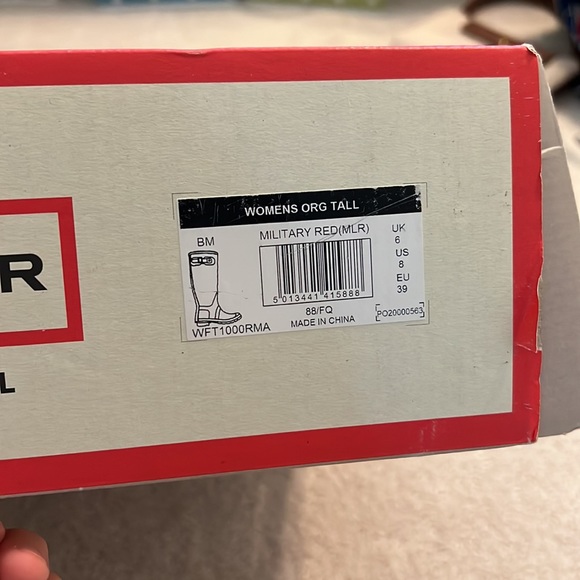 R
L
WOMENS ORG TALL
BM
MILITARY RED(MLR)
UK
6
US
8
EU
39
5 013441 415888
88/FQ
MADE IN CHINA
WFT1000RMA
PO20000563